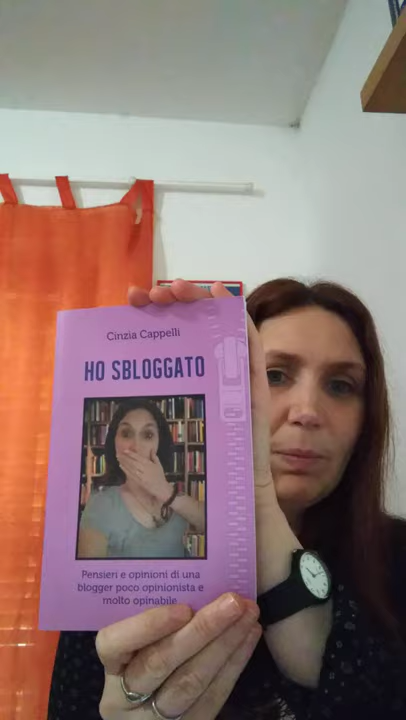 Cinzia Cappelli
HO SBLOGGATO
Pensieri e opinioni di una
blogger poco opinionista e
molto opinabile